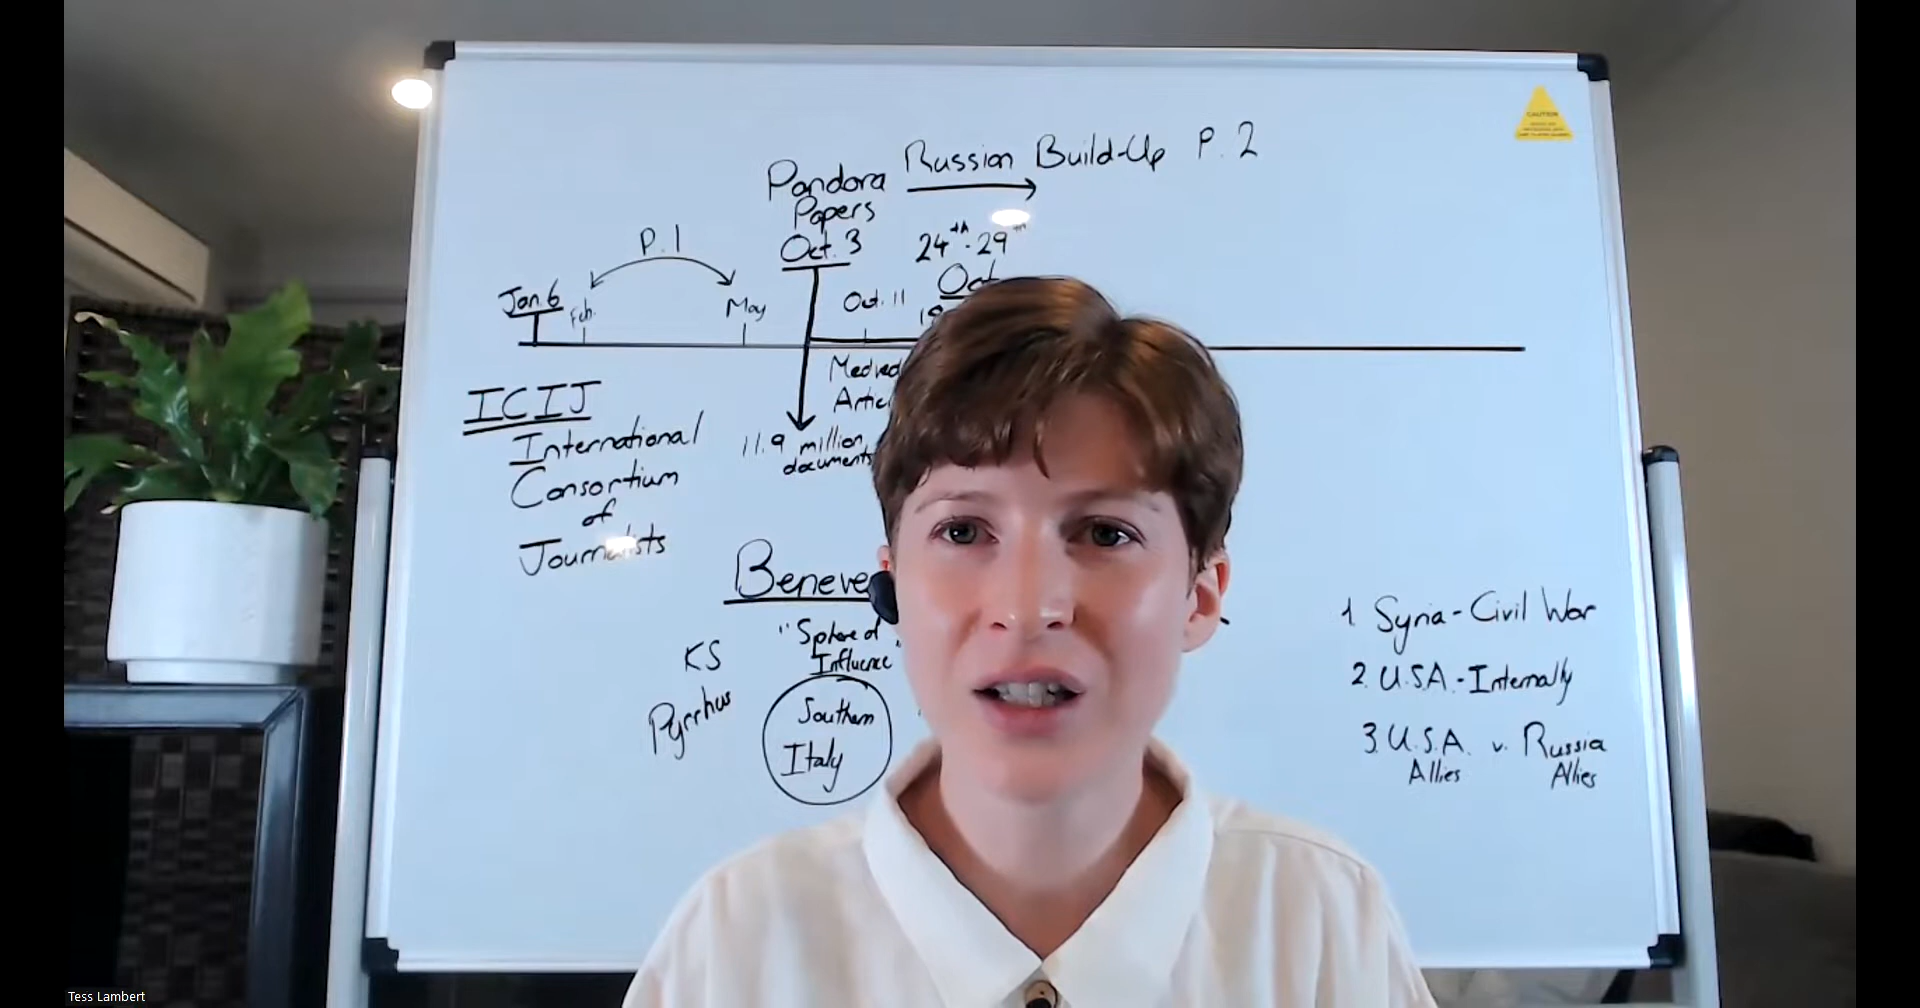 CAUTION
Russian Build-Up P. 2
Pandora
Papers
Oct. 3
24th - 29th
Oct
P. 1
Jan. 6
Feb.
May
Oct. 11
ICIJ
International
Consortium
of
Journalists
11.9 million
documents
"Sphere of
Influence"
KS
Pyrrhus
Southern
Italy
1. Syria - Civil War
2. U.S.A. - Internally
3. U.S.A. v. Russia
Allies Allies
Tess Lambert